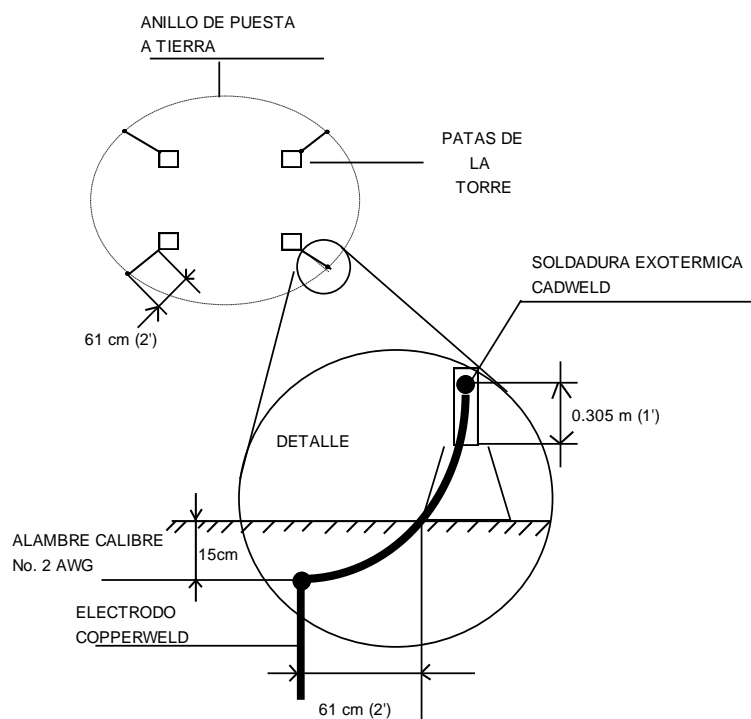 ANILLO DE PUESTA
A TIERRA
PATAS DE
LA
TORRE
SOLDADURA EXOTERMICA
CADWELD
61 cm (2')
0.305 m (1')
DETALLE
ALAMBRE CALIBRE
No. 2 AWG
15cm
ELECTRODO
COPPERWELD
61 cm (2')